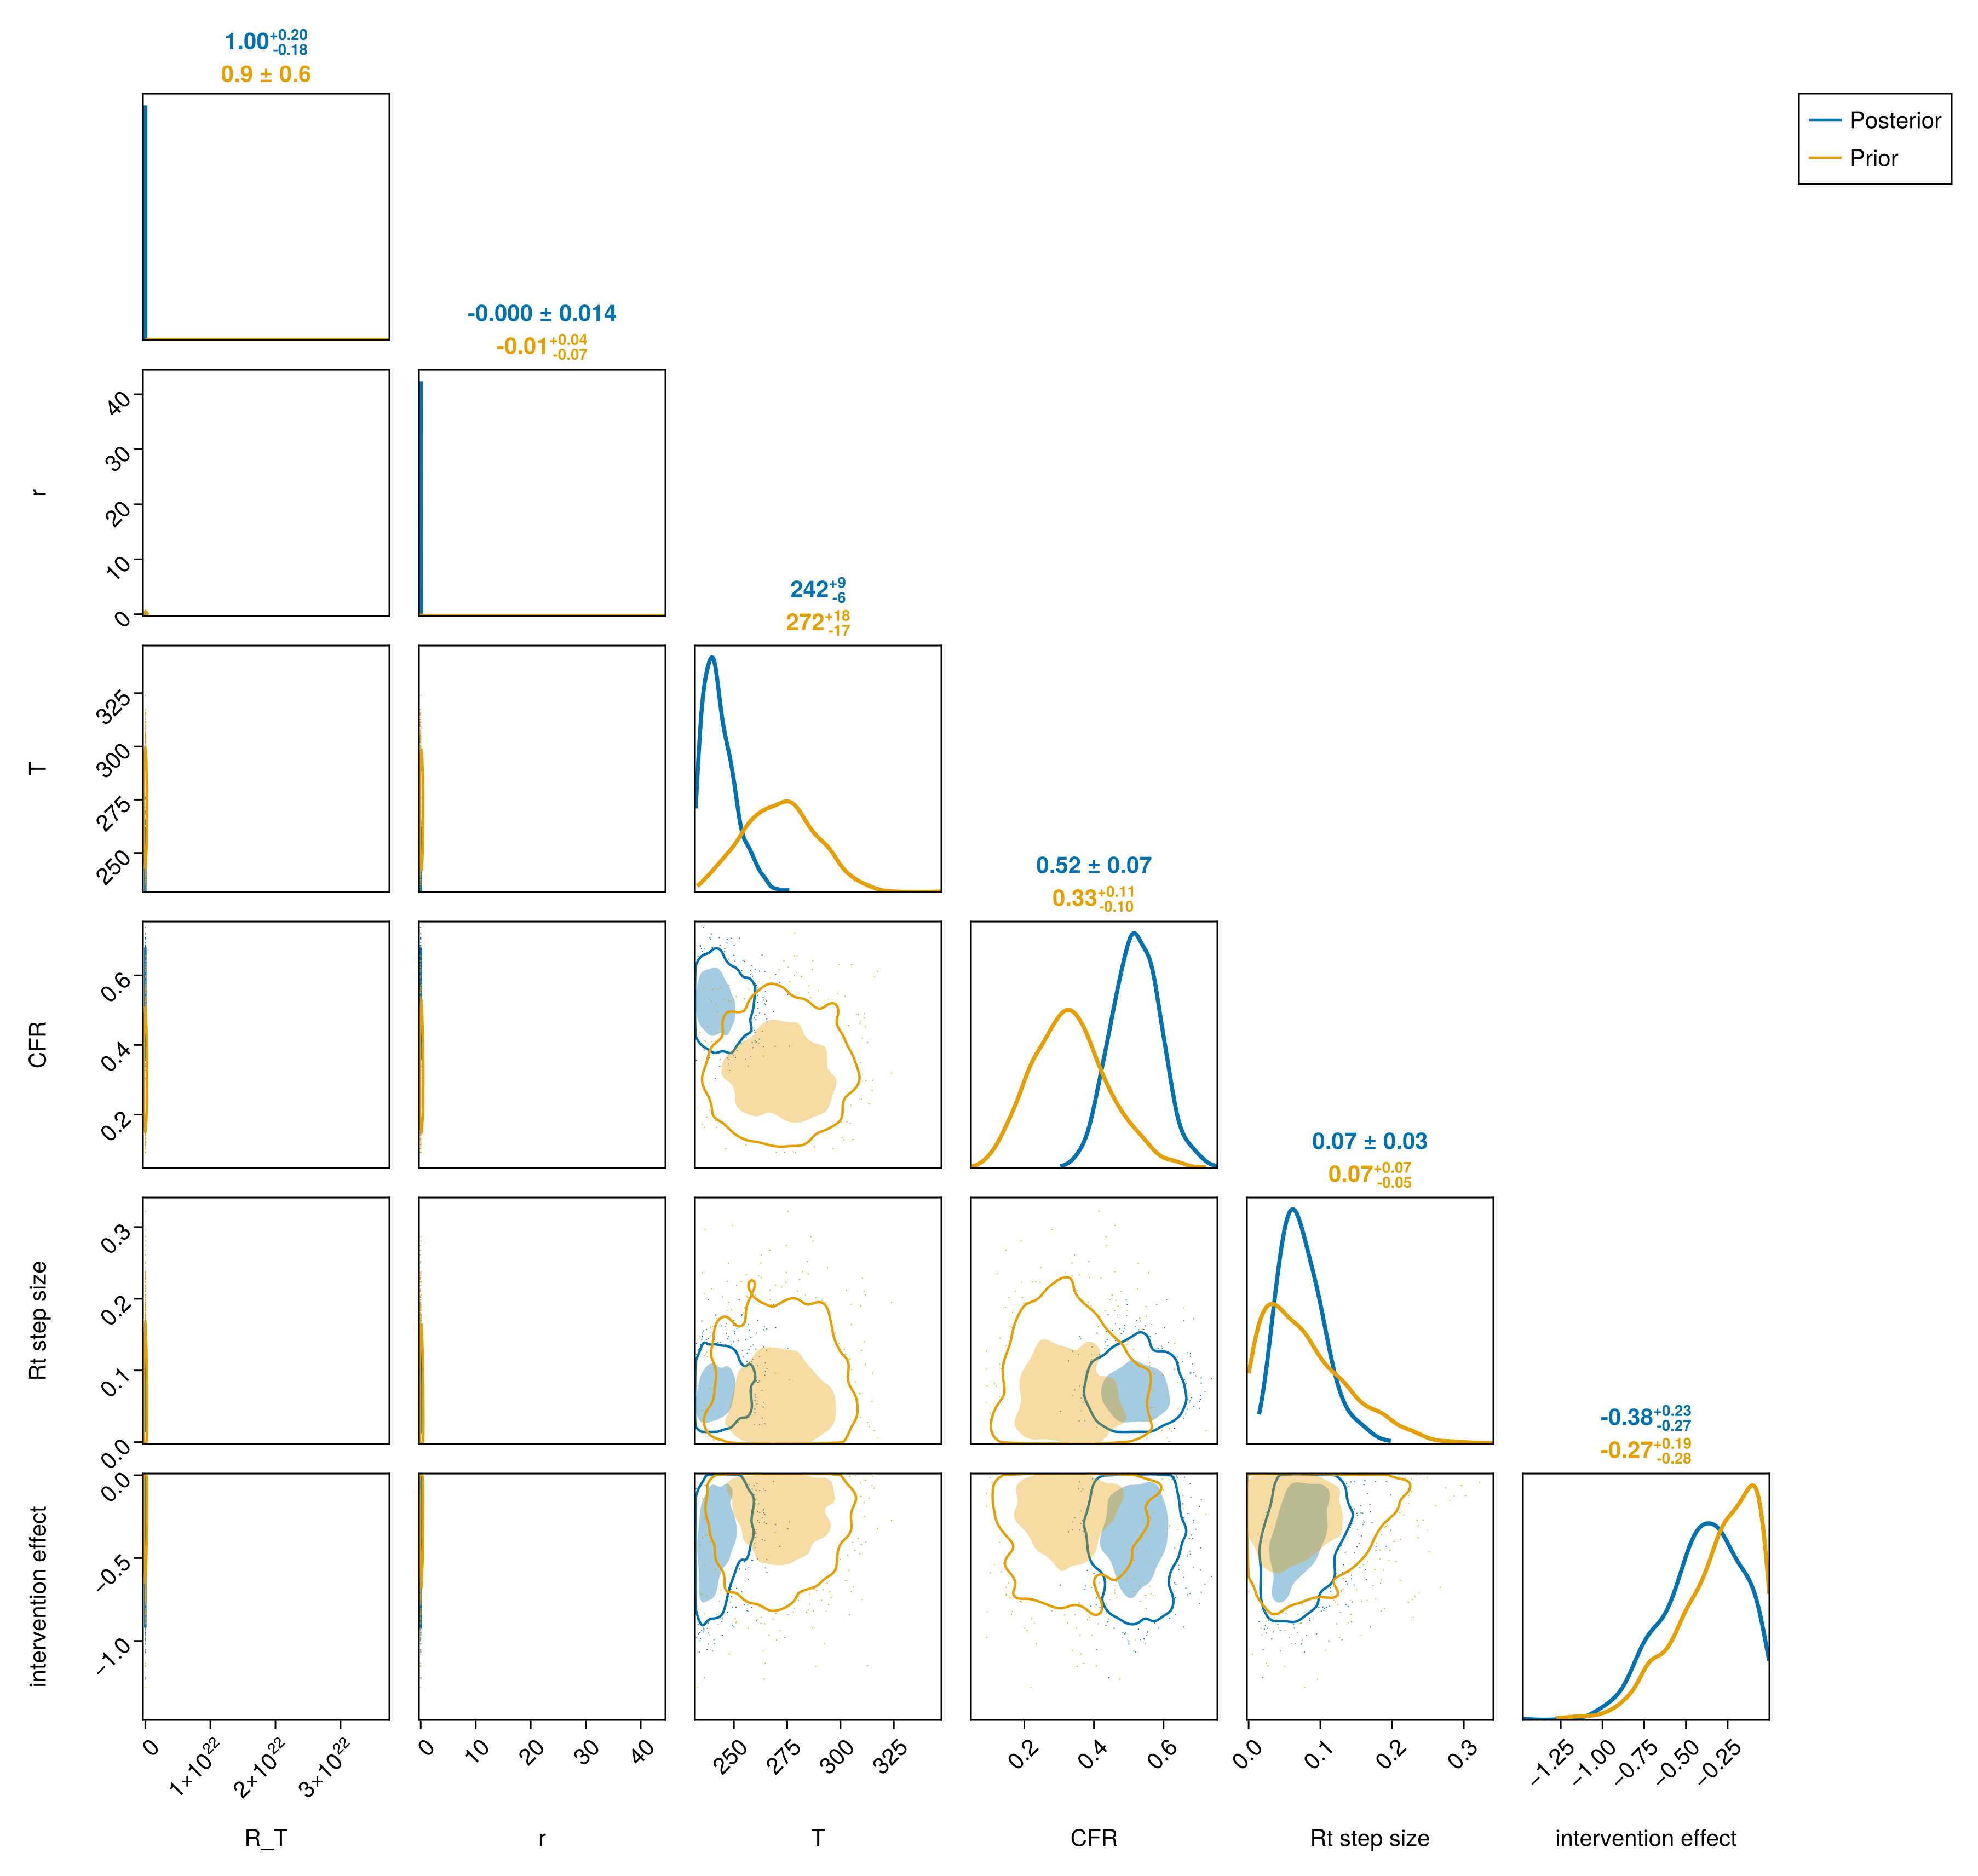 1.00+0.20 -0.18
0.9 ± 0.6
Posterior
Prior
-0.000 ± 0.014
-0.01+0.04 -0.07
40
30
20
10
0
r
242+9 -6
272+18 -17
325
300
275
250
T
0.52 ± 0.07
0.33+0.11 -0.10
0.6
0.4
0.2
CFR
0.07 ± 0.03
0.07+0.07 -0.05
0.3
0.2
0.1
0.0
Rt step size
-0.38+0.23 -0.27
-0.27+0.19 -0.28
0.0
−0.5
−1.0
intervention effect
0 1×10²² 2×10²² 3×10²²
0 10 20 30 40
250 275 300 325
0.2 0.4 0.6
0.0 0.1 0.2 0.3
−1.25 −1.00 −0.75 −0.50 −0.25
R_T r T CFR Rt step size intervention effect